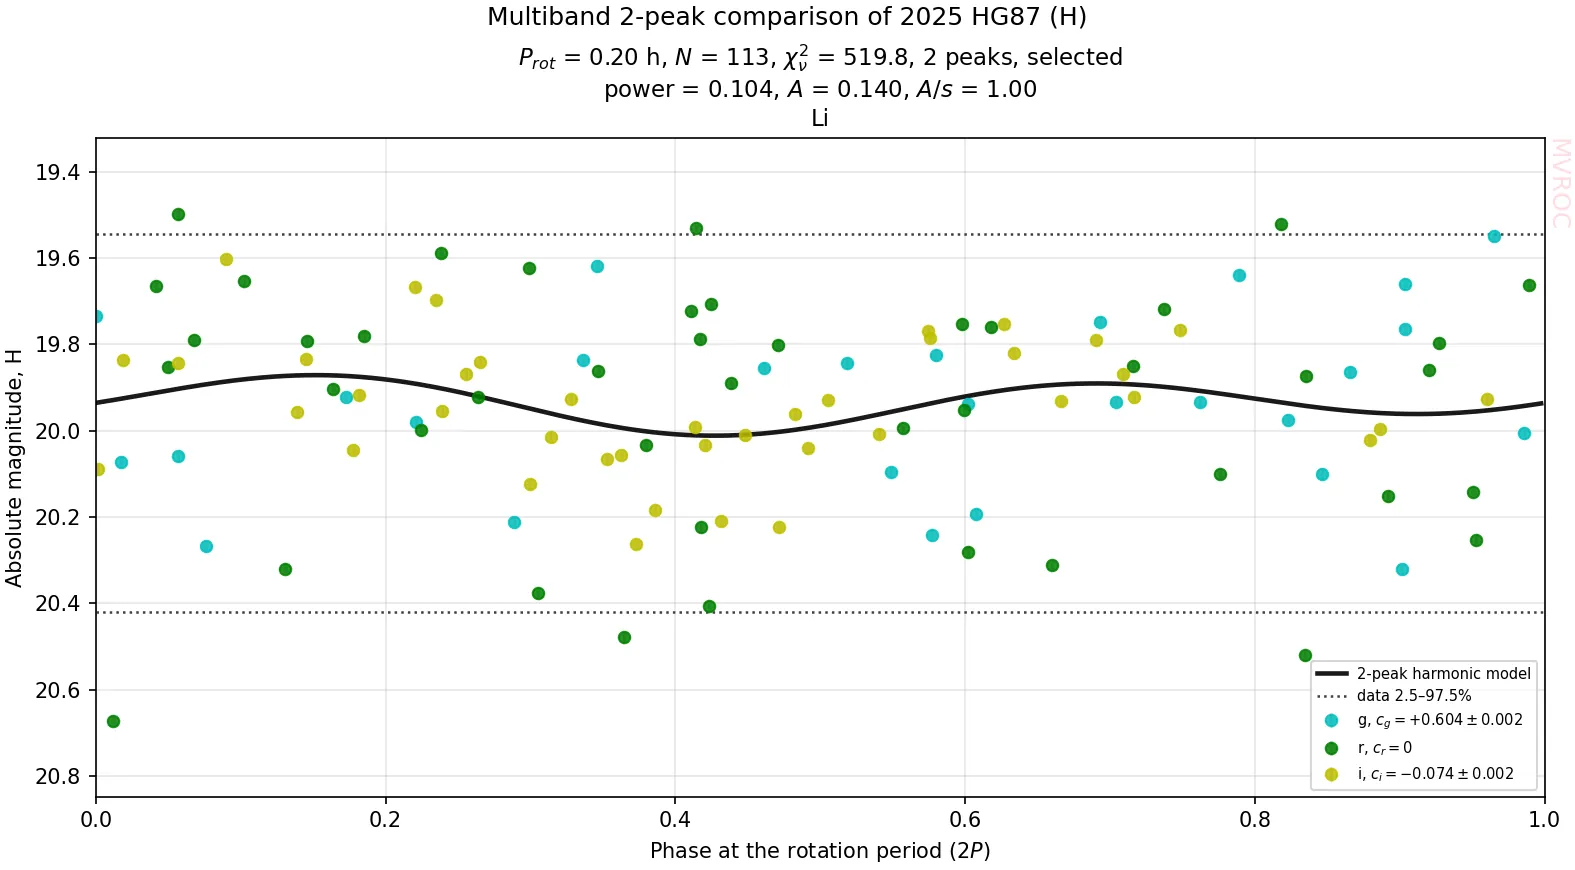 Multiband 2-peak comparison of 2025 HG87 (H)
P_rot = 0.20 h, N = 113, χ²_ν = 519.8, 2 peaks, selected
power = 0.104, A = 0.140, A/s = 1.00
Li
MVROC
Absolute magnitude, H
19.4
19.6
19.8
20.0
20.2
20.4
20.6
20.8
2-peak harmonic model
data 2.5–97.5%
g, c_g = +0.604 ± 0.002
r, c_r = 0
i, c_i = −0.074 ± 0.002
0.0 0.2 0.4 0.6 0.8 1.0
Phase at the rotation period (2P)